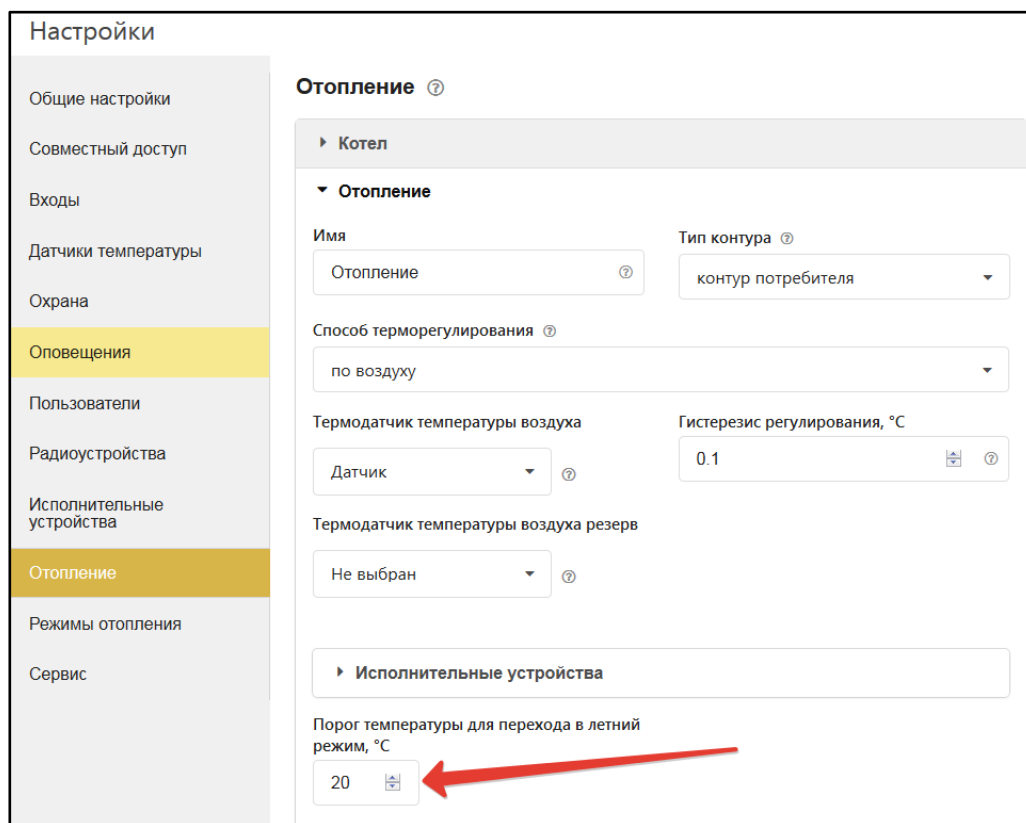 Настройки
Общие настройки
Совместный доступ
Входы
Датчики температуры
Охрана
Оповещения
Пользователи
Радиоустройства
Исполнительные
устройства
Отопление
Режимы отопления
Сервис
Отопление ?
Котел
Отопление
Имя
Отопление ?
Тип контура ?
контур потребителя
Способ терморегулирования ?
по воздуху
Термодатчик температуры воздуха
Датчик ?
Гистерезис регулирования, °C
0.1 ?
Термодатчик температуры воздуха резерв
Не выбран ?
Исполнительные устройства
Порог температуры для перехода в летний
режим, °C
20